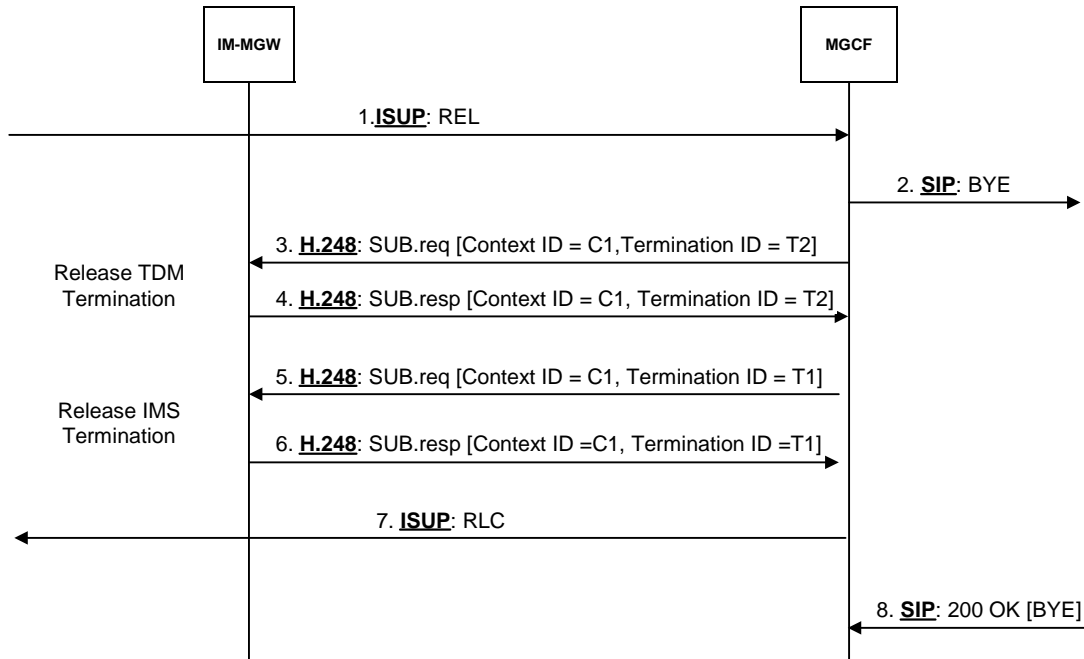 IM-MGW
MGCF
1.ISUP: REL
2. SIP: BYE
3. H.248: SUB.req [Context ID = C1,Termination ID = T2]
Release TDM
Termination
4. H.248: SUB.resp [Context ID = C1, Termination ID = T2]
5. H.248: SUB.req [Context ID = C1, Termination ID = T1]
Release IMS
Termination
6. H.248: SUB.resp [Context ID =C1, Termination ID =T1]
7. ISUP: RLC
8. SIP: 200 OK [BYE]